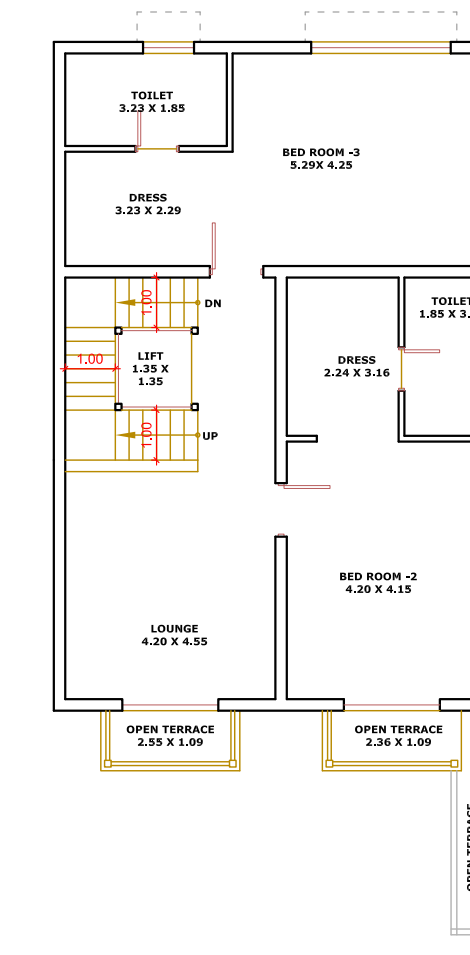 TOILET
3.23 X 1.85
BED ROOM -3
5.29X 4.25
DRESS
3.23 X 2.29
1.00
DN
TOILET
1.85 X 3.
LIFT
1.35 X
1.35
1.00
DRESS
2.24 X 3.16
1.00
UP
BED ROOM -2
4.20 X 4.15
LOUNGE
4.20 X 4.55
OPEN TERRACE
2.55 X 1.09
OPEN TERRACE
2.36 X 1.09
OPEN TERRACE